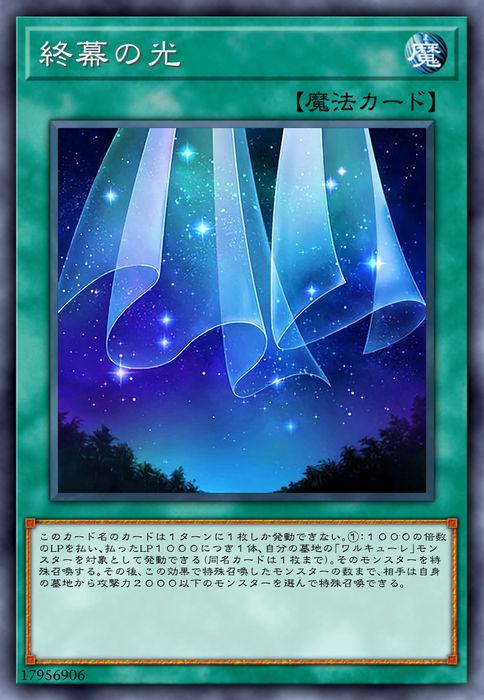 終幕の光
魔
【魔法カード】
このカード名のカードは１ターンに１枚しか発動できない。①：１０００の倍数
のLPを払い、払ったLP１０００につき１体、自分の墓地の「ワルキューレ」モン
スターを対象として発動できる（同名カードは１枚まで）。そのモンスターを特
殊召喚する。その後、この効果で特殊召喚したモンスターの数まで、相手は自身
の墓地から攻撃力２０００以下のモンスターを選んで特殊召喚できる。
17956906